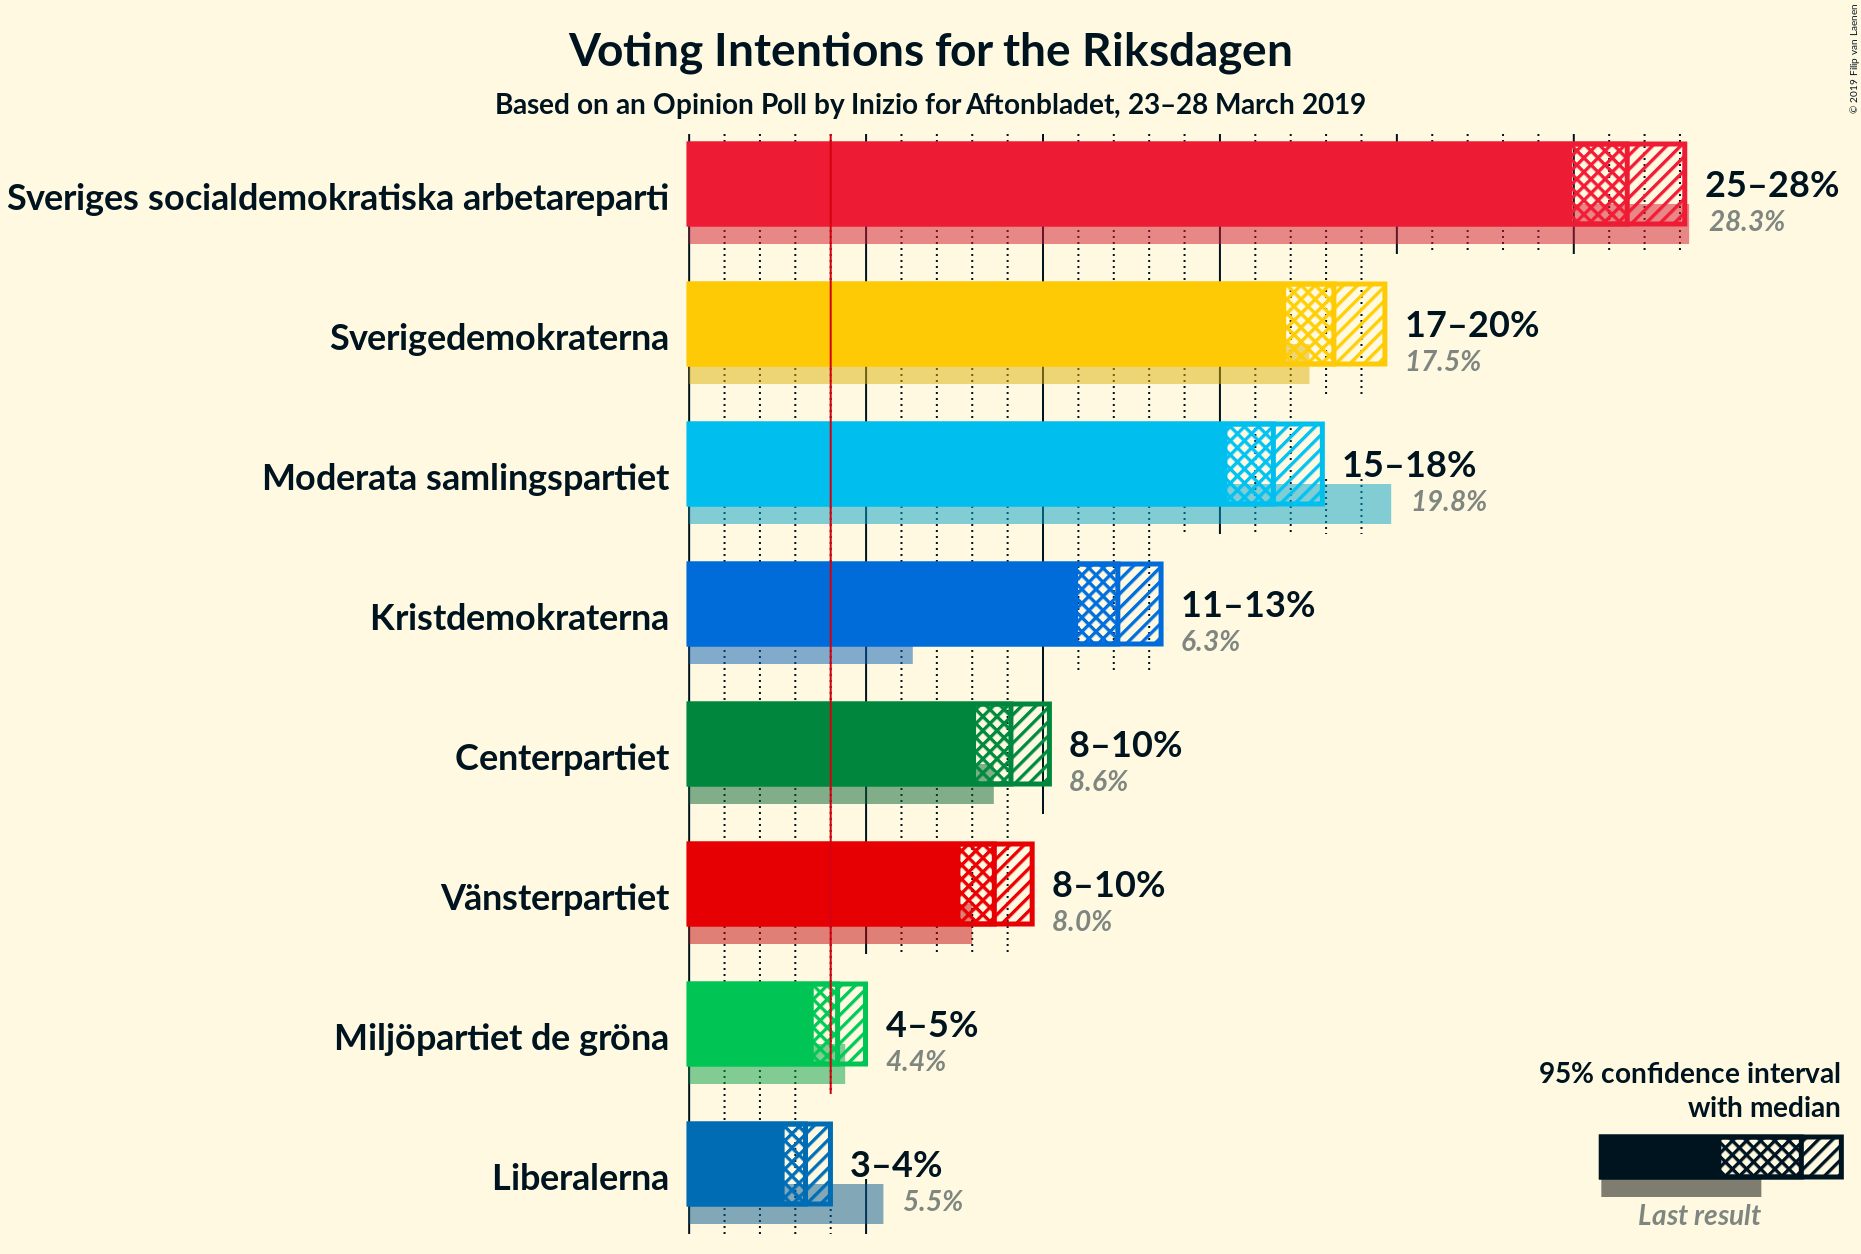 Voting Intentions for the Riksdagen
Based on an Opinion Poll by Inizio for Aftonbladet, 23–28 March 2019
© 2019 Filip van Laenen
Sveriges socialdemokratiska arbetareparti
25–28%
28.3%
Sverigedemokraterna
17–20%
17.5%
Moderata samlingspartiet
15–18%
19.8%
Kristdemokraterna
11–13%
6.3%
Centerpartiet
8–10%
8.6%
Vänsterpartiet
8–10%
8.0%
Miljöpartiet de gröna
4–5%
4.4%
Liberalerna
3–4%
5.5%
95% confidence interval
with median
Last result